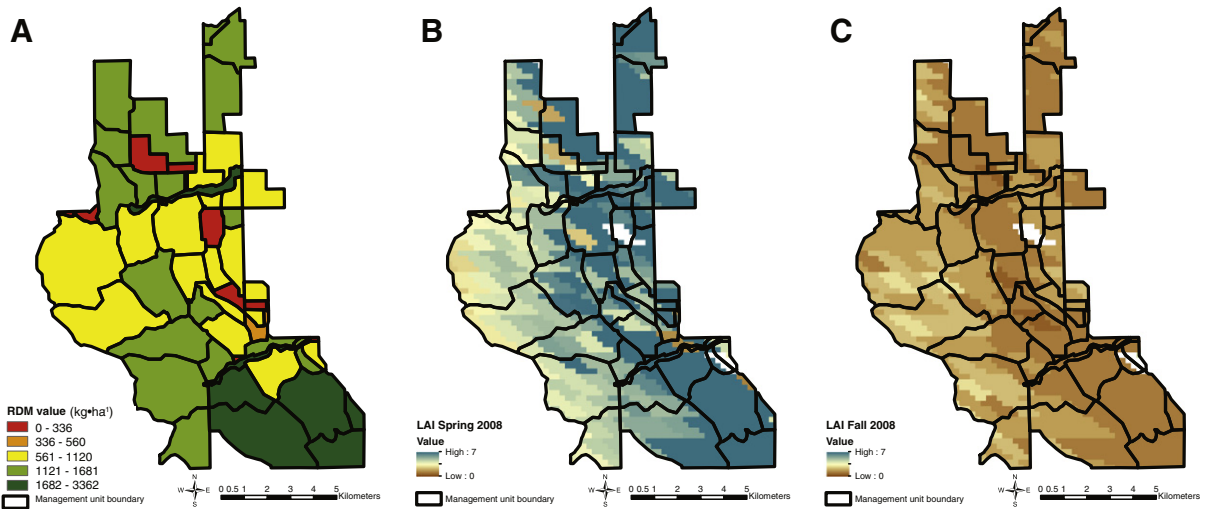 A
B
C
RDM value (kg•ha¹)
0 - 336
336 - 560
561 - 1120
1121 - 1681
1682 - 3362
Management unit boundary
N
W E
S
0 0.5 1 2 3 4 5
Kilometers
LAI Spring 2008
Value
High : 7
Low : 0
Management unit boundary
N
W E
S
0 0.5 1 2 3 4 5
Kilometers
LAI Fall 2008
Value
High : 7
Low : 0
Management unit boundary
N
W E
S
0 0.5 1 2 3 4 5
Kilometers